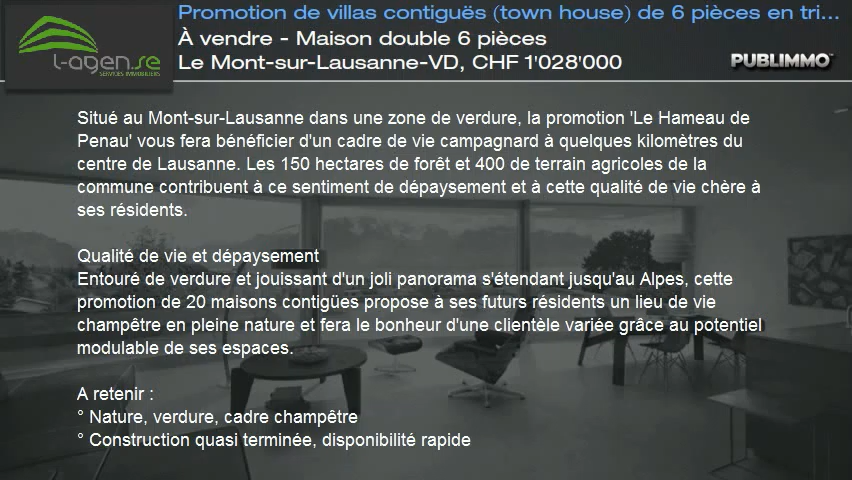 Promotion de villas contiguës (town house) de 6 pièces en tri...
L-agen.se
SERVICES IMMOBILIERS
À vendre - Maison double 6 pièces
Le Mont-sur-Lausanne-VD, CHF 1'028'000
PUBLIMMO
Situé au Mont-sur-Lausanne dans une zone de verdure, la promotion 'Le Hameau de
Penau' vous fera bénéficier d'un cadre de vie campagnard à quelques kilomètres du
centre de Lausanne. Les 150 hectares de forêt et 400 de terrain agricoles de la
commune contribuent à ce sentiment de dépaysement et à cette qualité de vie chère à
ses résidents.
Qualité de vie et dépaysement
Entouré de verdure et jouissant d'un joli panorama s'étendant jusqu'au Alpes, cette
promotion de 20 maisons contigües propose à ses futurs résidents un lieu de vie
champêtre en pleine nature et fera le bonheur d'une clientèle variée grâce au potentiel
modulable de ses espaces.
A retenir :
° Nature, verdure, cadre champêtre
° Construction quasi terminée, disponibilité rapide